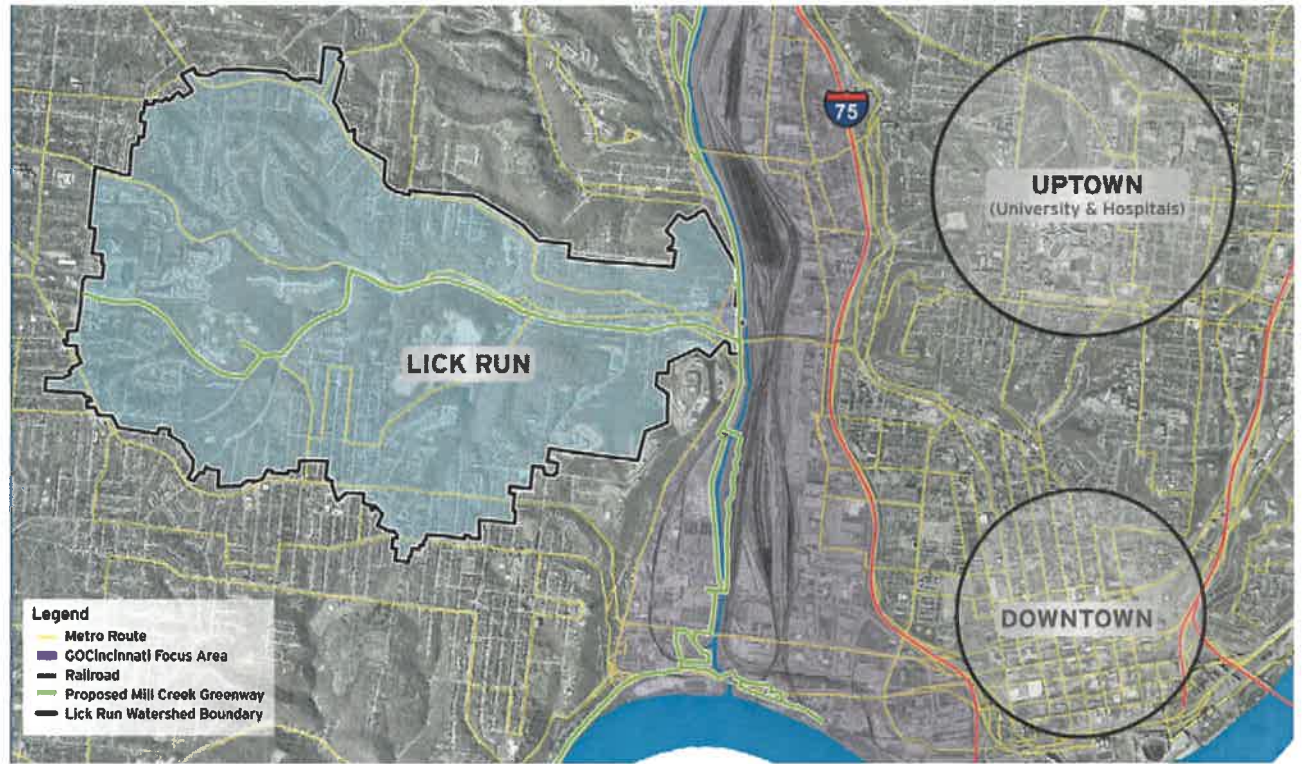 75
UPTOWN
(University & Hospitals)
LICK RUN
DOWNTOWN
Legend
Metro Route
GOCincinnati Focus Area
Railroad
Proposed Mill Creek Greenway
Lick Run Watershed Boundary